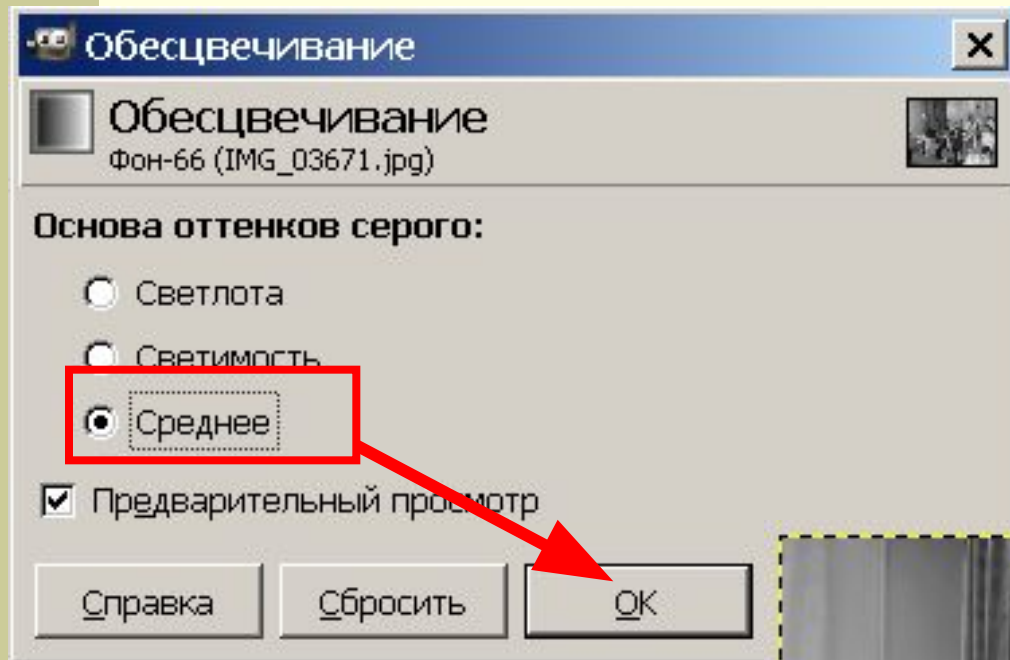 Обесцвечивание
Обесцвечивание
Фон-66 (IMG_03671.jpg)
Основа оттенков серого:
Светлота
Светимость
Среднее
Предварительный просмотр
Справка Сбросить OK